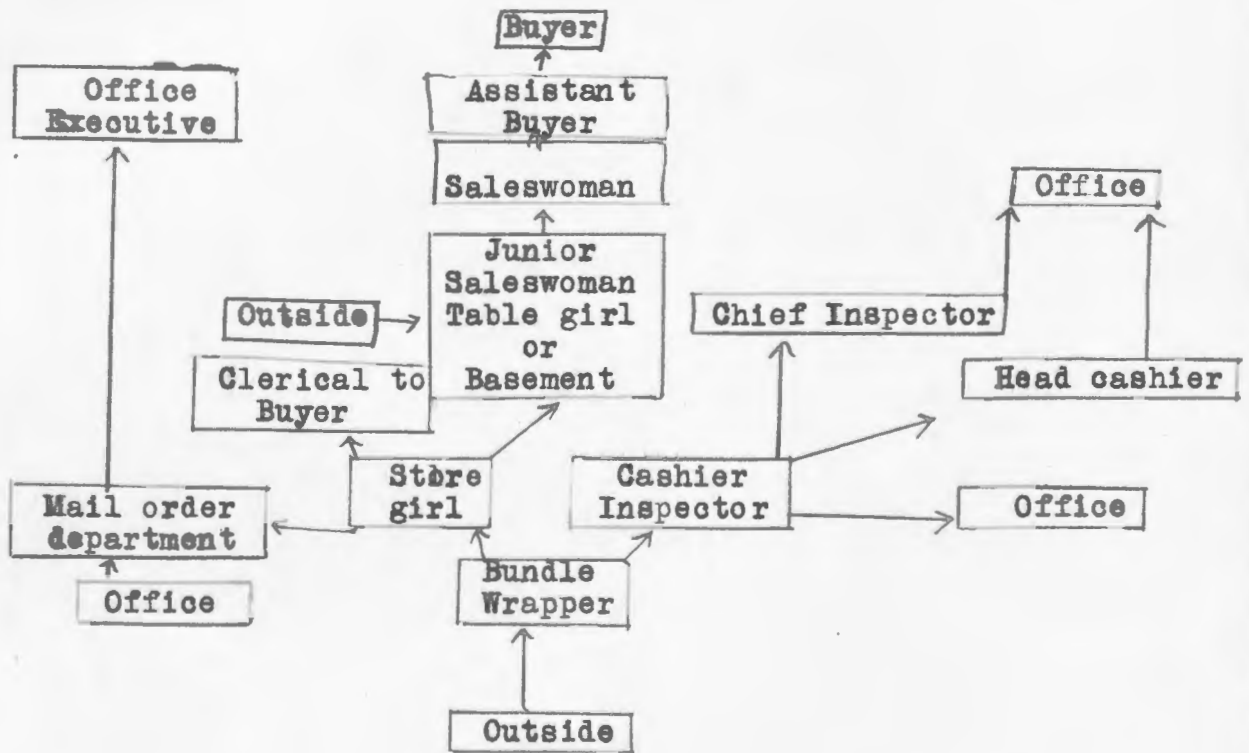 Buyer
Office
Executive
Assistant
Buyer
Saleswoman
Office
Junior
Saleswoman
Table girl
or
Basement
Outside
Chief Inspector
Clerical to
Buyer
Head cashier
Store
girl
Cashier
Inspector
Mail order
department
Office
Bundle
Wrapper
Office
Outside